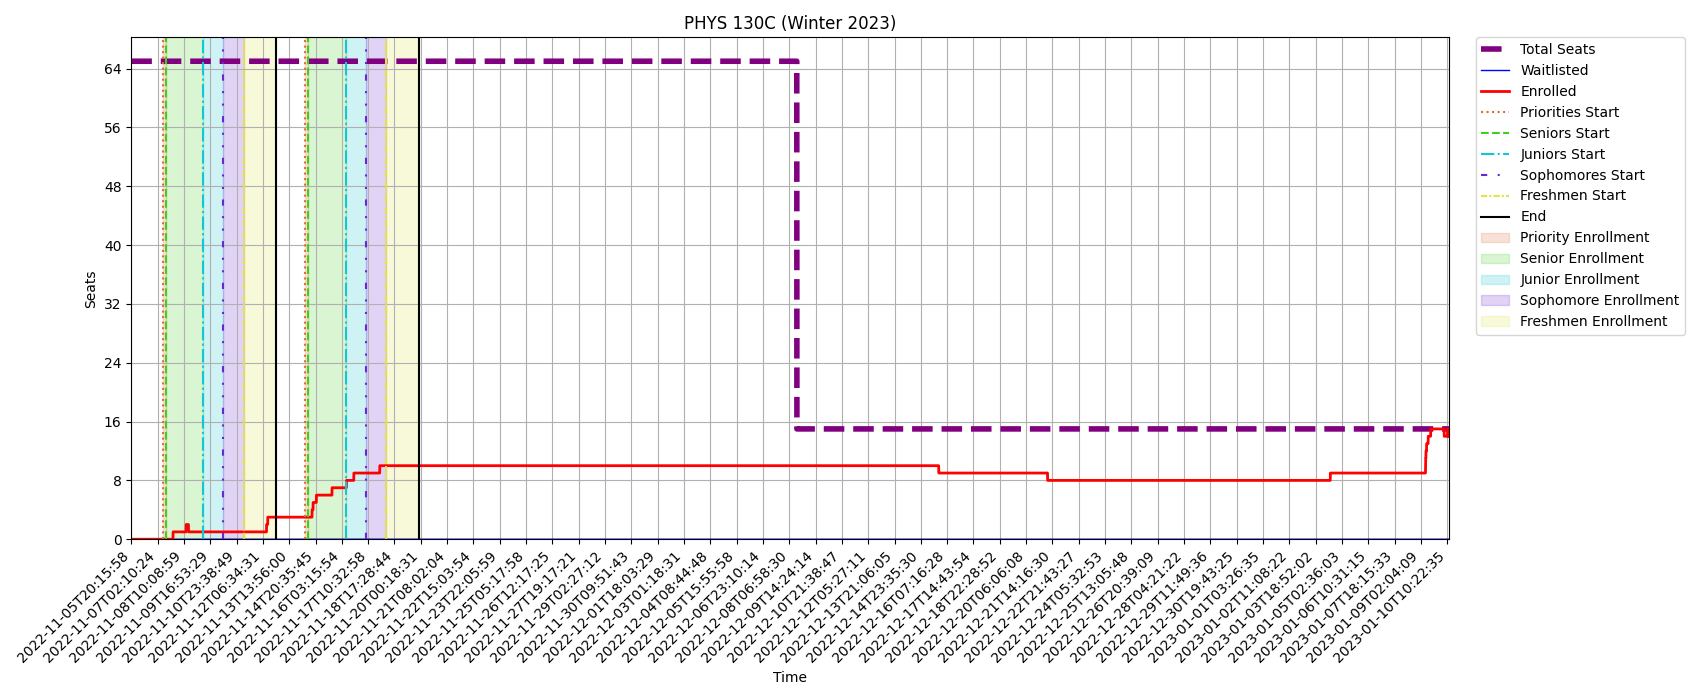 PHYS 130C (Winter 2023)
Seats
64
56
48
40
32
24
16
8
0
2022-11-05T20:15:58
2022-11-07T02:10:24
2022-11-08T10:08:59
2022-11-09T16:53:29
2022-11-10T23:38:49
2022-11-12T06:34:31
2022-11-13T13:56:00
2022-11-14T20:35:45
2022-11-16T03:15:54
2022-11-17T10:32:58
2022-11-18T17:28:44
2022-11-20T00:18:31
2022-11-21T08:02:04
2022-11-22T15:03:54
2022-11-23T22:05:59
2022-11-25T05:17:58
2022-11-26T12:17:25
2022-11-27T19:17:21
2022-11-29T02:27:12
2022-11-30T09:51:43
2022-12-01T18:03:29
2022-12-03T01:18:31
2022-12-04T08:44:48
2022-12-05T15:55:58
2022-12-06T23:10:14
2022-12-08T06:58:30
2022-12-09T14:24:14
2022-12-10T21:38:47
2022-12-12T05:27:11
2022-12-13T21:06:05
2022-12-14T23:35:30
2022-12-16T07:16:28
2022-12-17T14:43:54
2022-12-18T22:28:52
2022-12-20T06:06:08
2022-12-21T14:16:30
2022-12-22T21:43:27
2022-12-24T05:32:53
2022-12-25T13:05:48
2022-12-26T20:39:09
2022-12-28T04:21:22
2022-12-29T11:49:36
2022-12-30T19:43:25
2023-01-01T03:26:35
2023-01-02T11:08:22
2023-01-03T18:52:02
2023-01-05T02:36:03
2023-01-06T10:31:15
2023-01-07T18:15:33
2023-01-09T02:04:09
2023-01-10T10:22:35
Time
Total Seats
Waitlisted
Enrolled
Priorities Start
Seniors Start
Juniors Start
Sophomores Start
Freshmen Start
End
Priority Enrollment
Senior Enrollment
Junior Enrollment
Sophomore Enrollment
Freshmen Enrollment